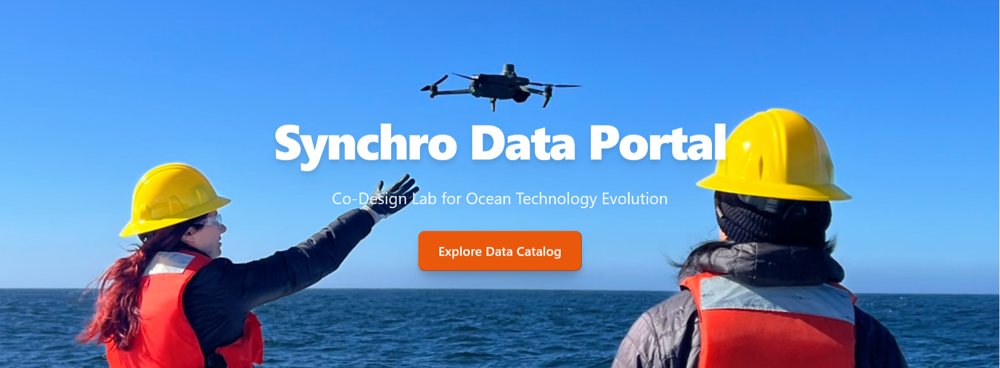 Synchro Data Portal
Co-Design Lab for Ocean Technology Evolution
Explore Data Catalog